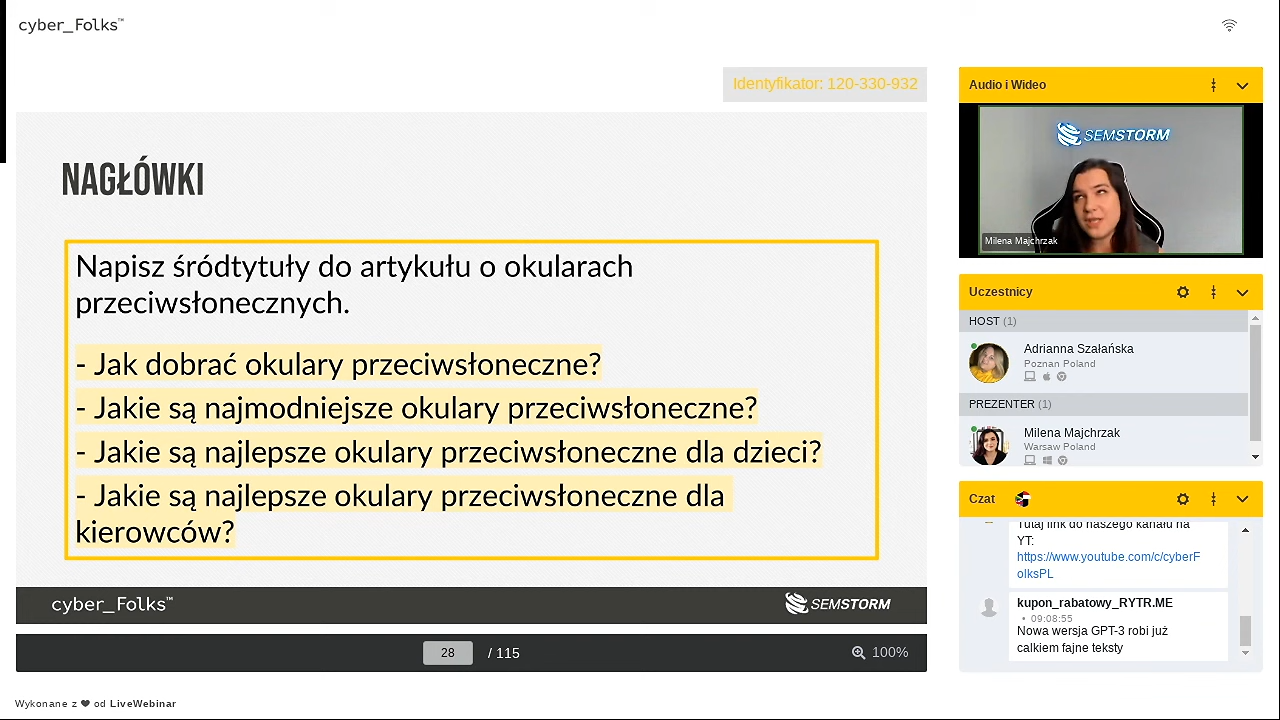 cyber_Folks™
Identyfikator: 120-330-932
NAGŁÓWKI
Napisz śródtytuły do artykułu o okularach
przeciwsłonecznych.
- Jak dobrać okulary przeciwsłoneczne?
- Jakie są najmodniejsze okulary przeciwsłoneczne?
- Jakie są najlepsze okulary przeciwsłoneczne dla dzieci?
- Jakie są najlepsze okulary przeciwsłoneczne dla
kierowców?
cyber_Folks™
SEMSTORM
28 / 115
100%
Wykonane z ❤ od LiveWebinar
Audio i Wideo
SEMSTORM
Milena Majchrzak
Uczestnicy
HOST (1)
Adrianna Szałańska
Poznan Poland
PREZENTER (1)
Milena Majchrzak
Warsaw Poland
Czat
Tutaj link do naszego kanału na
YT:
https://www.youtube.com/c/cyberF
olksPL
kupon_rabatowy_RYTR.ME
• 09:08:55
Nowa wersja GPT-3 robi już
calkiem fajne teksty